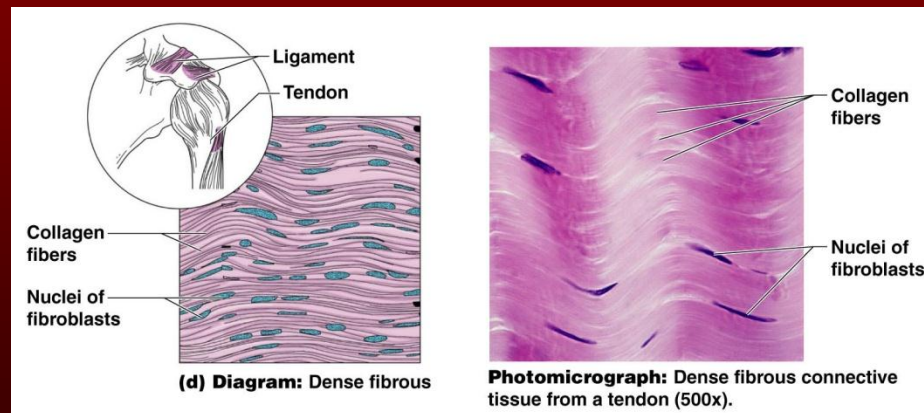 Ligament
Tendon
Collagen
fibers
Nuclei of
fibroblasts
(d) Diagram: Dense fibrous
Collagen
fibers
Nuclei of
fibroblasts
Photomicrograph: Dense fibrous connective
tissue from a tendon (500x).